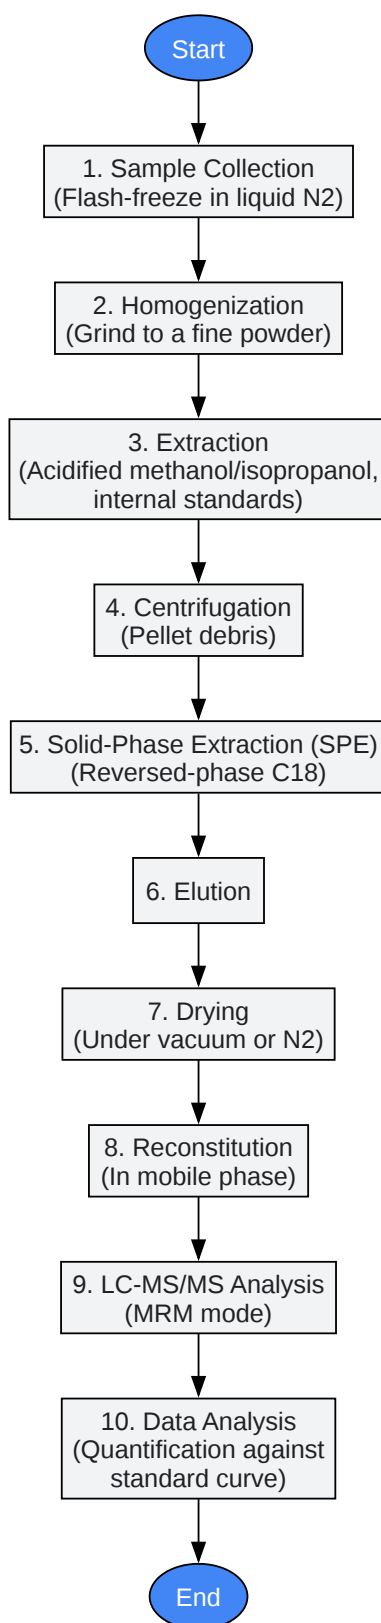 Start
1. Sample Collection
(Flash-freeze in liquid N2)
2. Homogenization
(Grind to a fine powder)
3. Extraction
(Acidified methanol/isopropanol,
internal standards)
4. Centrifugation
(Pellet debris)
5. Solid-Phase Extraction (SPE)
(Reversed-phase C18)
6. Elution
7. Drying
(Under vacuum or N2)
8. Reconstitution
(In mobile phase)
9. LC-MS/MS Analysis
(MRM mode)
10. Data Analysis
(Quantification against
standard curve)
End